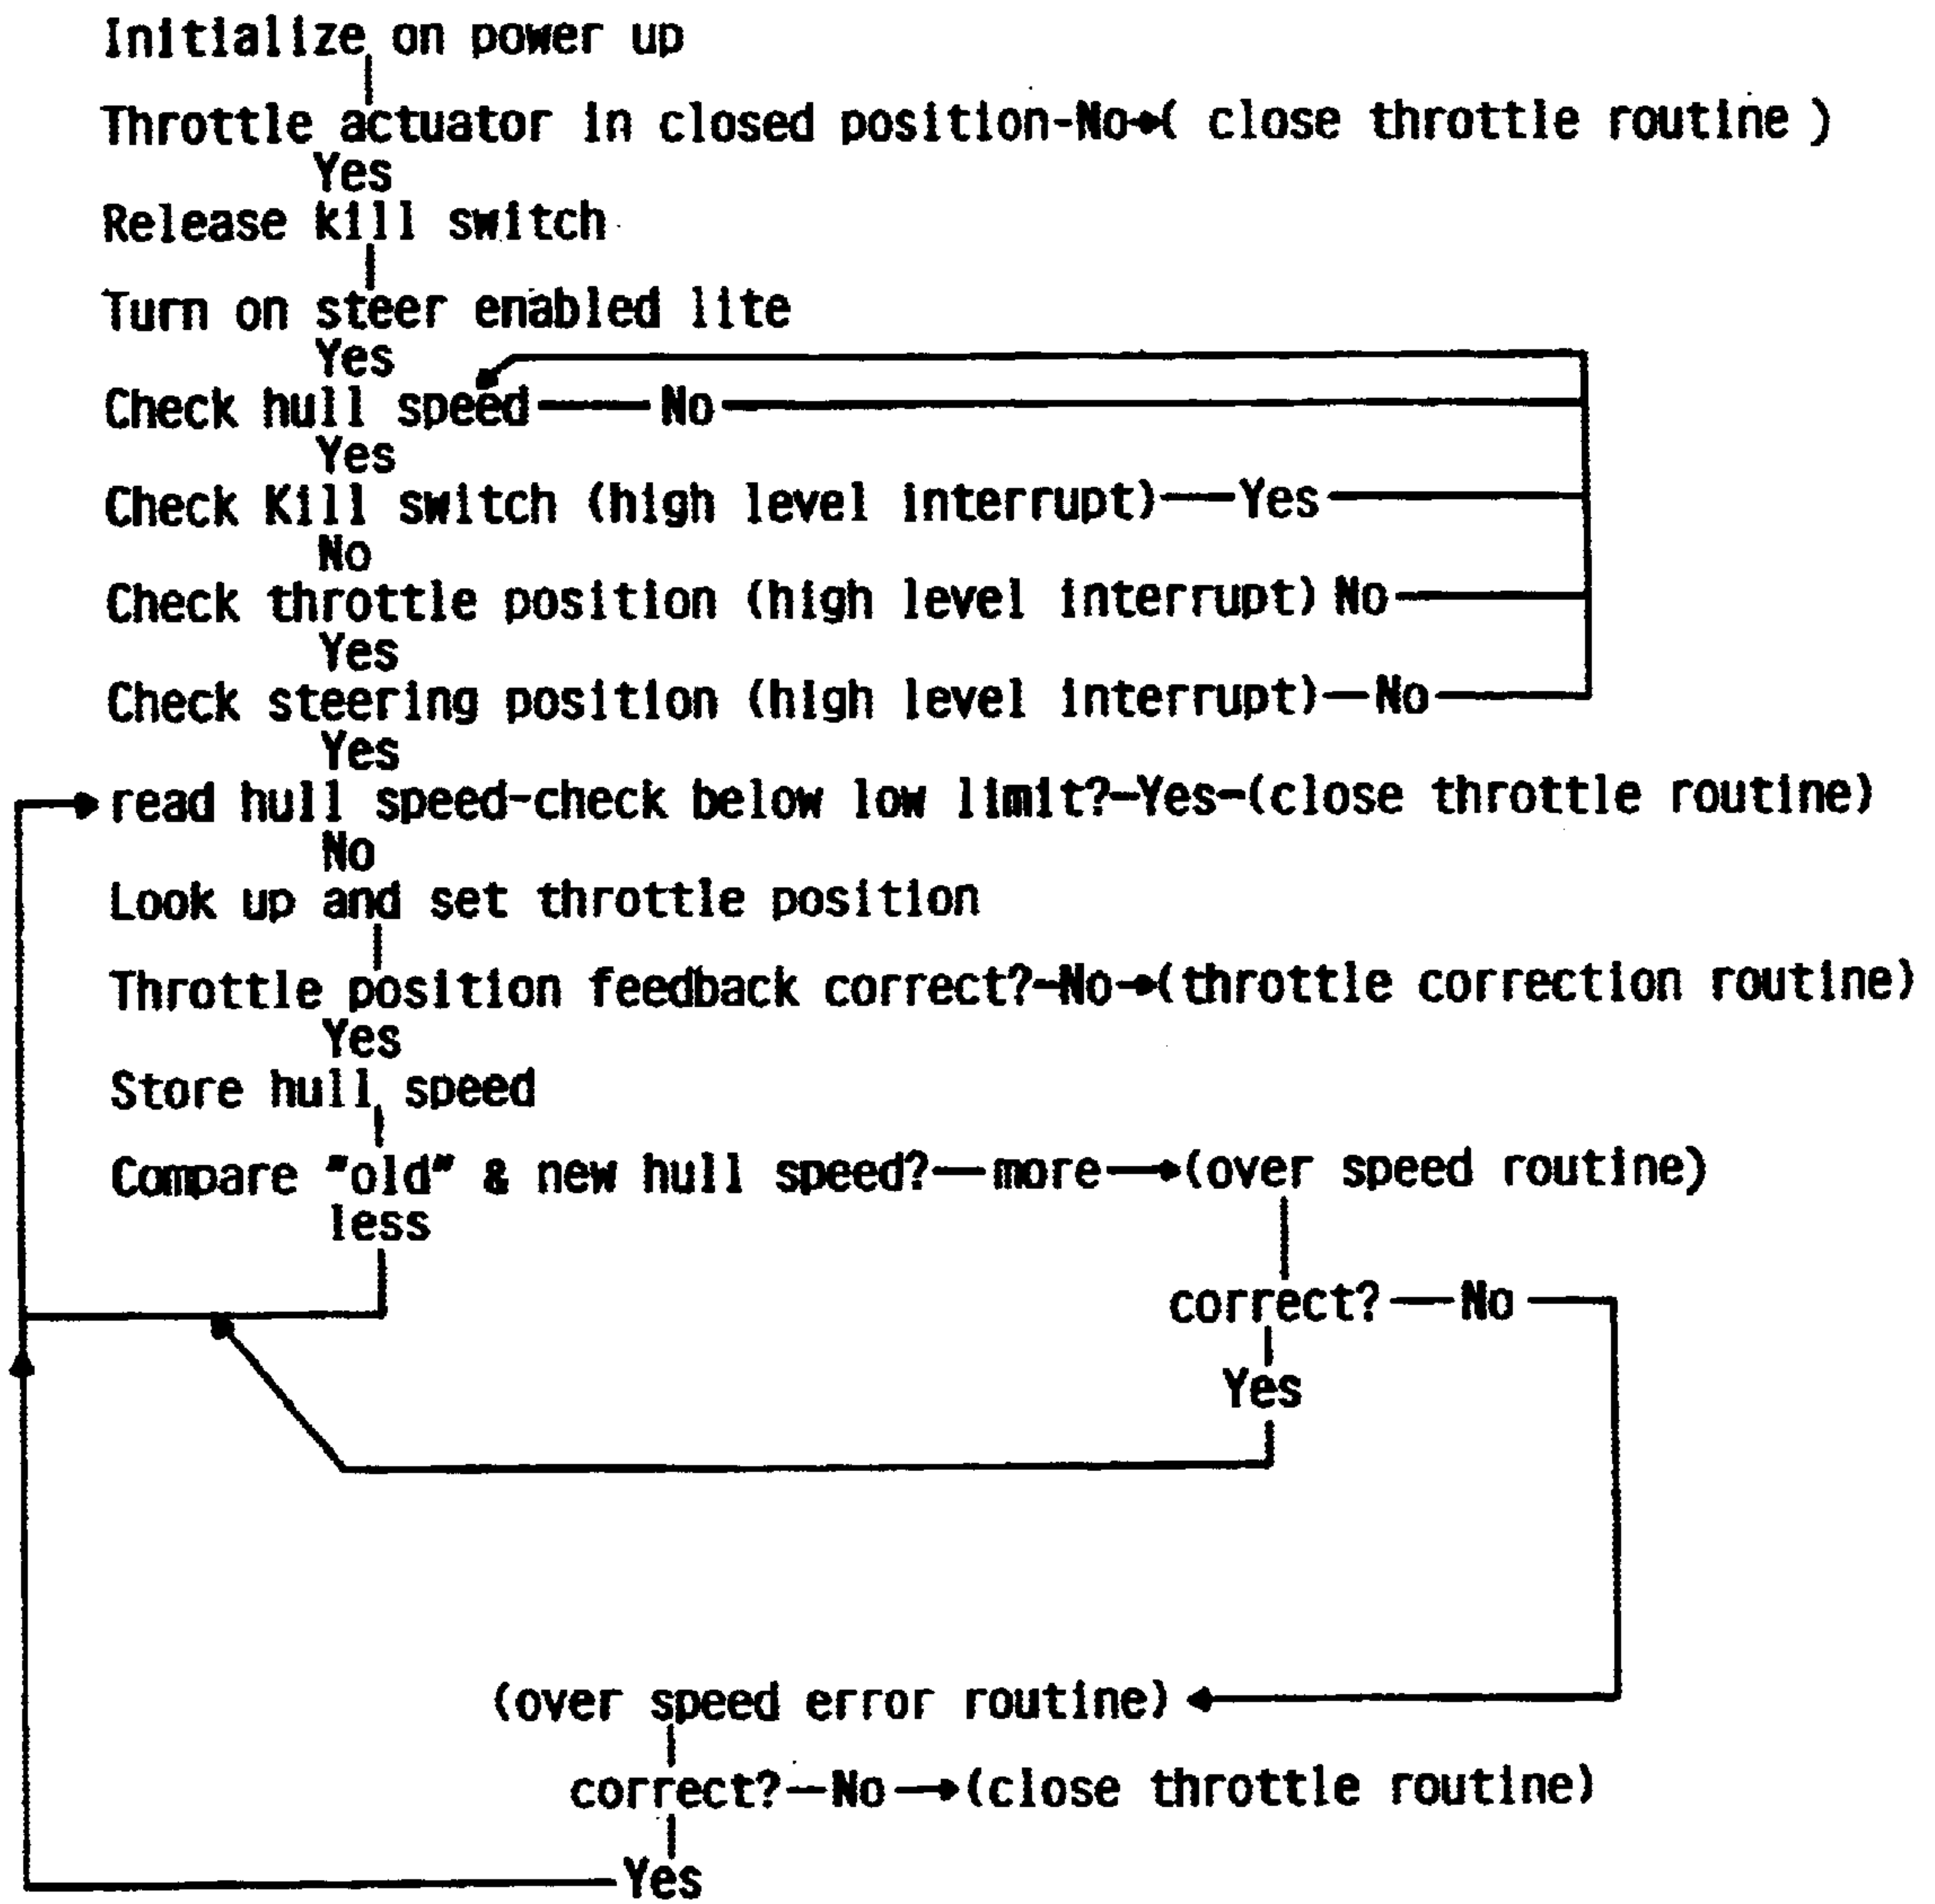 Initialize on power up
Throttle actuator in closed position-No→( close throttle routine )
Yes
Release kill switch
Turn on steer enabled lite
Yes
Check hull speed — No
Yes
Check Kill switch (high level interrupt) — Yes
No
Check throttle position (high level interrupt) No
Yes
Check steering position (high level interrupt) — No
Yes
read hull speed-check below low limit?-Yes-(close throttle routine)
No
Look up and set throttle position
Throttle position feedback correct?-No→(throttle correction routine)
Yes
Store hull speed
Compare "old" & new hull speed? — more →(over speed routine)
less
correct? — No
Yes
(over speed error routine)
correct? — No →(close throttle routine)
Yes